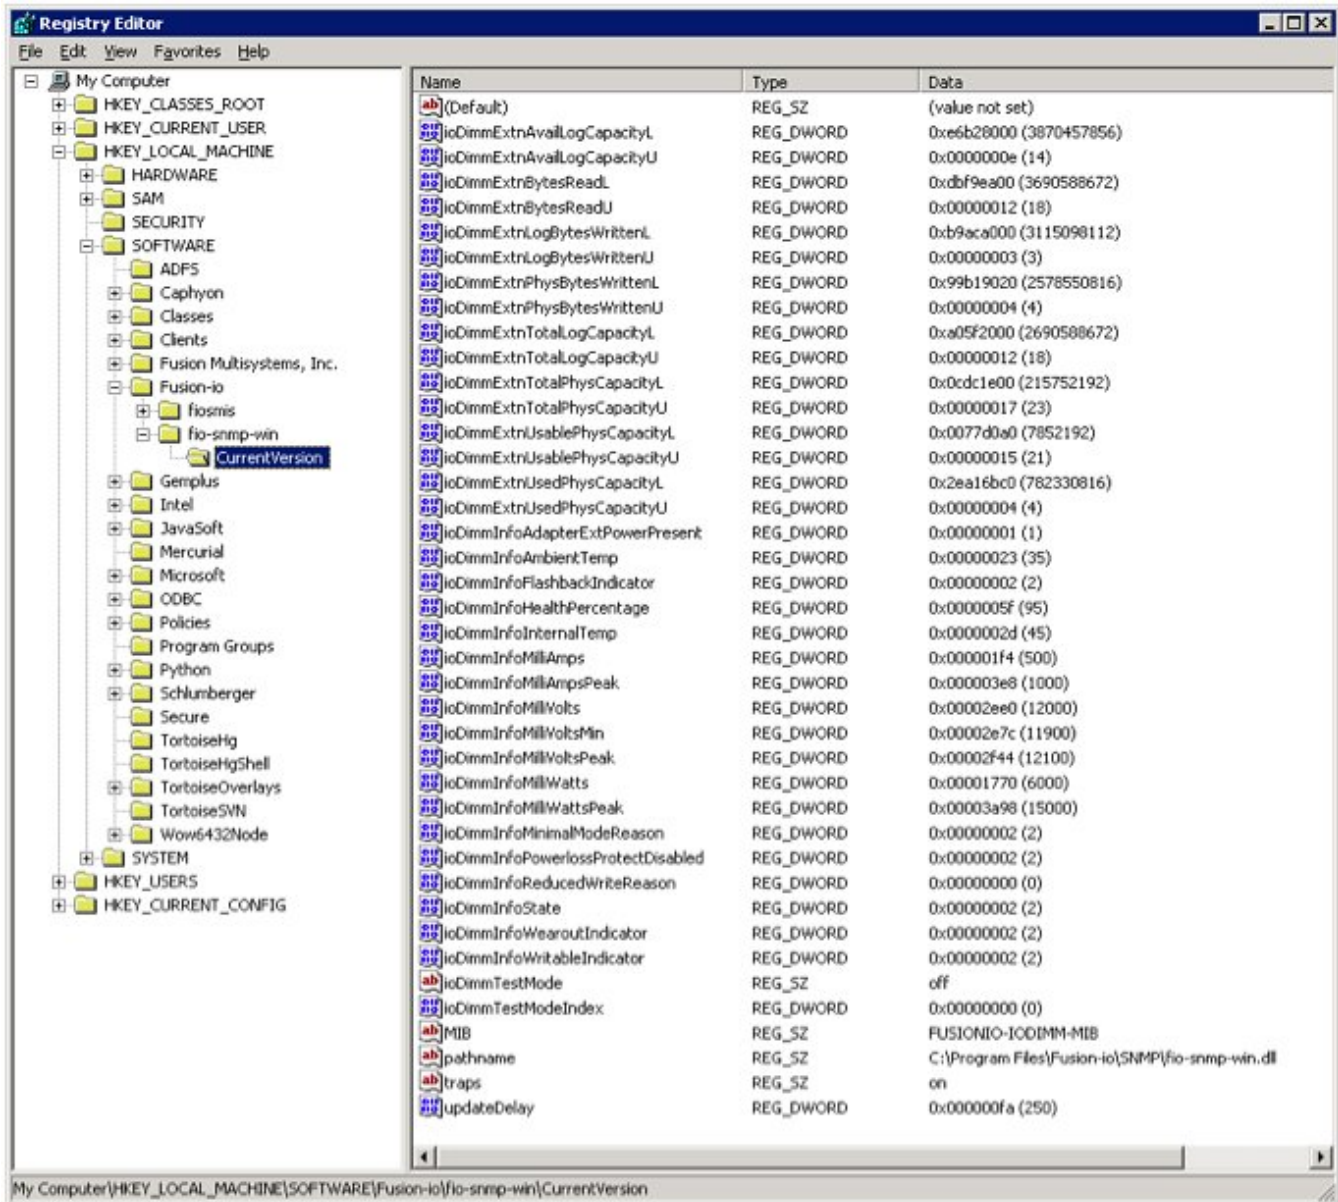 Registry Editor
File Edit View Favorites Help
My Computer
HKEY_CLASSES_ROOT
HKEY_CURRENT_USER
HKEY_LOCAL_MACHINE
HARDWARE
SAM
SECURITY
SOFTWARE
ADFS
Caphyon
Classes
Clients
Fusion Multisystems, Inc.
Fusion-io
fiosmis
fio-snmp-win
CurrentVersion
Gemplus
Intel
JavaSoft
Mercurial
Microsoft
ODBC
Policies
Program Groups
Python
Schlumberger
Secure
TortoiseHg
TortoiseHgShell
TortoiseOverlays
TortoiseSVN
Wow6432Node
SYSTEM
HKEY_USERS
HKEY_CURRENT_CONFIG
Name Type Data
(Default) REG_SZ (value not set)
ioDimmExtnAvailLogCapacityL REG_DWORD 0xe6b28000 (3870457856)
ioDimmExtnAvailLogCapacityU REG_DWORD 0x0000000e (14)
ioDimmExtnBytesReadL REG_DWORD 0xdbf9ea00 (3690588672)
ioDimmExtnBytesReadU REG_DWORD 0x00000012 (18)
ioDimmExtnLogBytesWrittenL REG_DWORD 0xb9aca000 (3115098112)
ioDimmExtnLogBytesWrittenU REG_DWORD 0x00000003 (3)
ioDimmExtnPhysBytesWrittenL REG_DWORD 0x99b19020 (2578550816)
ioDimmExtnPhysBytesWrittenU REG_DWORD 0x00000004 (4)
ioDimmExtnTotalLogCapacityL REG_DWORD 0xa05f2000 (2690588672)
ioDimmExtnTotalLogCapacityU REG_DWORD 0x00000012 (18)
ioDimmExtnTotalPhysCapacityL REG_DWORD 0x0cdc1e00 (215752192)
ioDimmExtnTotalPhysCapacityU REG_DWORD 0x00000017 (23)
ioDimmExtnUsablePhysCapacityL REG_DWORD 0x0077d0a0 (7852192)
ioDimmExtnUsablePhysCapacityU REG_DWORD 0x00000015 (21)
ioDimmExtnUsedPhysCapacityL REG_DWORD 0x2ea16bc0 (782330816)
ioDimmExtnUsedPhysCapacityU REG_DWORD 0x00000004 (4)
ioDimmInfoAdapterExtPowerPresent REG_DWORD 0x00000001 (1)
ioDimmInfoAmbientTemp REG_DWORD 0x00000023 (35)
ioDimmInfoFlashbackIndicator REG_DWORD 0x00000002 (2)
ioDimmInfoHealthPercentage REG_DWORD 0x0000005f (95)
ioDimmInfoInternalTemp REG_DWORD 0x0000002d (45)
ioDimmInfoMilliAmps REG_DWORD 0x000001f4 (500)
ioDimmInfoMilliAmpsPeak REG_DWORD 0x000003e8 (1000)
ioDimmInfoMilliVolts REG_DWORD 0x00002ee0 (12000)
ioDimmInfoMilliVoltsMin REG_DWORD 0x00002e7c (11900)
ioDimmInfoMilliVoltsPeak REG_DWORD 0x00002f44 (12100)
ioDimmInfoMilliWatts REG_DWORD 0x00001770 (6000)
ioDimmInfoMilliWattsPeak REG_DWORD 0x00003a98 (15000)
ioDimmInfoMinimalModeReason REG_DWORD 0x00000002 (2)
ioDimmInfoPowerlossProtectDisabled REG_DWORD 0x00000002 (2)
ioDimmInfoReducedWriteReason REG_DWORD 0x00000000 (0)
ioDimmInfoState REG_DWORD 0x00000002 (2)
ioDimmInfoWearoutIndicator REG_DWORD 0x00000002 (2)
ioDimmInfoWritableIndicator REG_DWORD 0x00000002 (2)
ioDimmTestMode REG_SZ off
ioDimmTestModeIndex REG_DWORD 0x00000000 (0)
MIB REG_SZ FUSIONIO-IODIMM-MIB
pathname REG_SZ C:\Program Files\Fusion-io\SNMP\fio-snmp-win.dll
traps REG_SZ on
updateDelay REG_DWORD 0x000000fa (250)
My Computer\HKEY_LOCAL_MACHINE\SOFTWARE\Fusion-io\fio-snmp-win\CurrentVersion